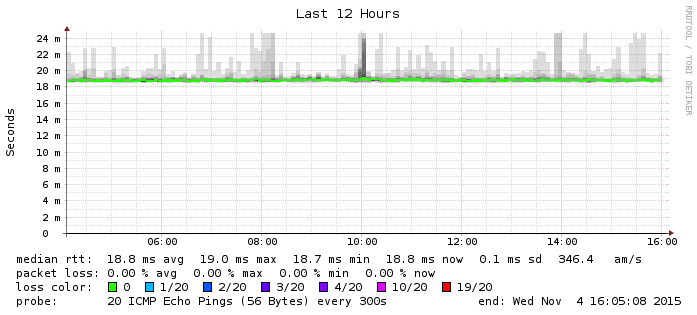 Last 12 Hours
RRDTOOL / TOBI OETIKER
Seconds
24 m
22 m
20 m
18 m
16 m
14 m
12 m
10 m
8 m
6 m
4 m
2 m
0
06:00 08:00 10:00 12:00 14:00 16:00
median rtt: 18.8 ms avg 19.0 ms max 18.7 ms min 18.8 ms now 0.1 ms sd 346.4 am/s
packet loss: 0.00 % avg 0.00 % max 0.00 % min 0.00 % now
loss color: 0 1/20 2/20 3/20 4/20 10/20 19/20
probe: 20 ICMP Echo Pings (56 Bytes) every 300s end: Wed Nov 4 16:05:08 2015